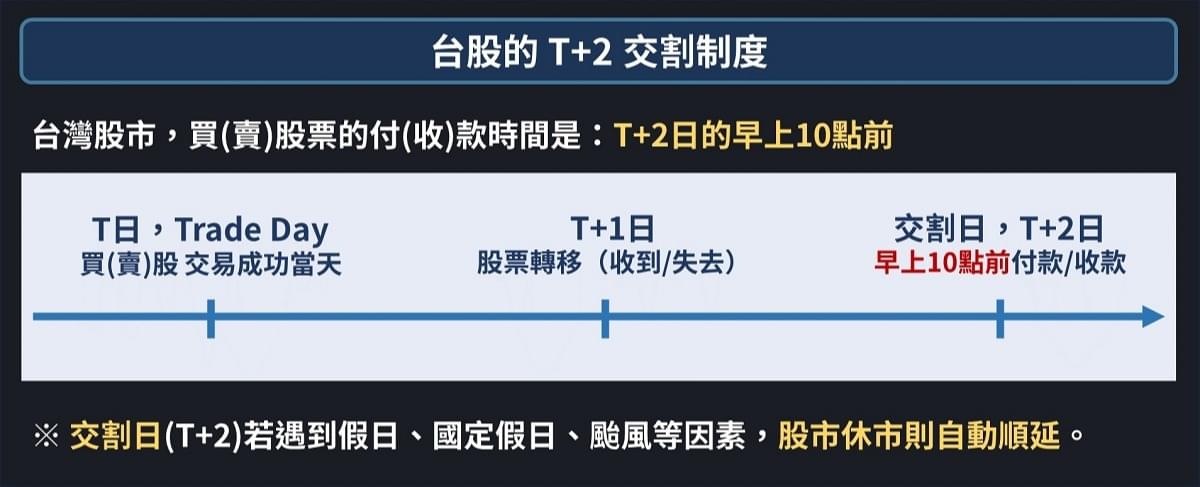 台股的 T+2 交割制度
台灣股市，買(賣)股票的付(收)款時間是：T+2日的早上10點前
T日，Trade Day
買(賣)股 交易成功當天
T+1日
股票轉移（收到/失去）
交割日，T+2日
早上10點前付款/收款
※ 交割日(T+2)若遇到假日、國定假日、颱風等因素，股市休市則自動順延。